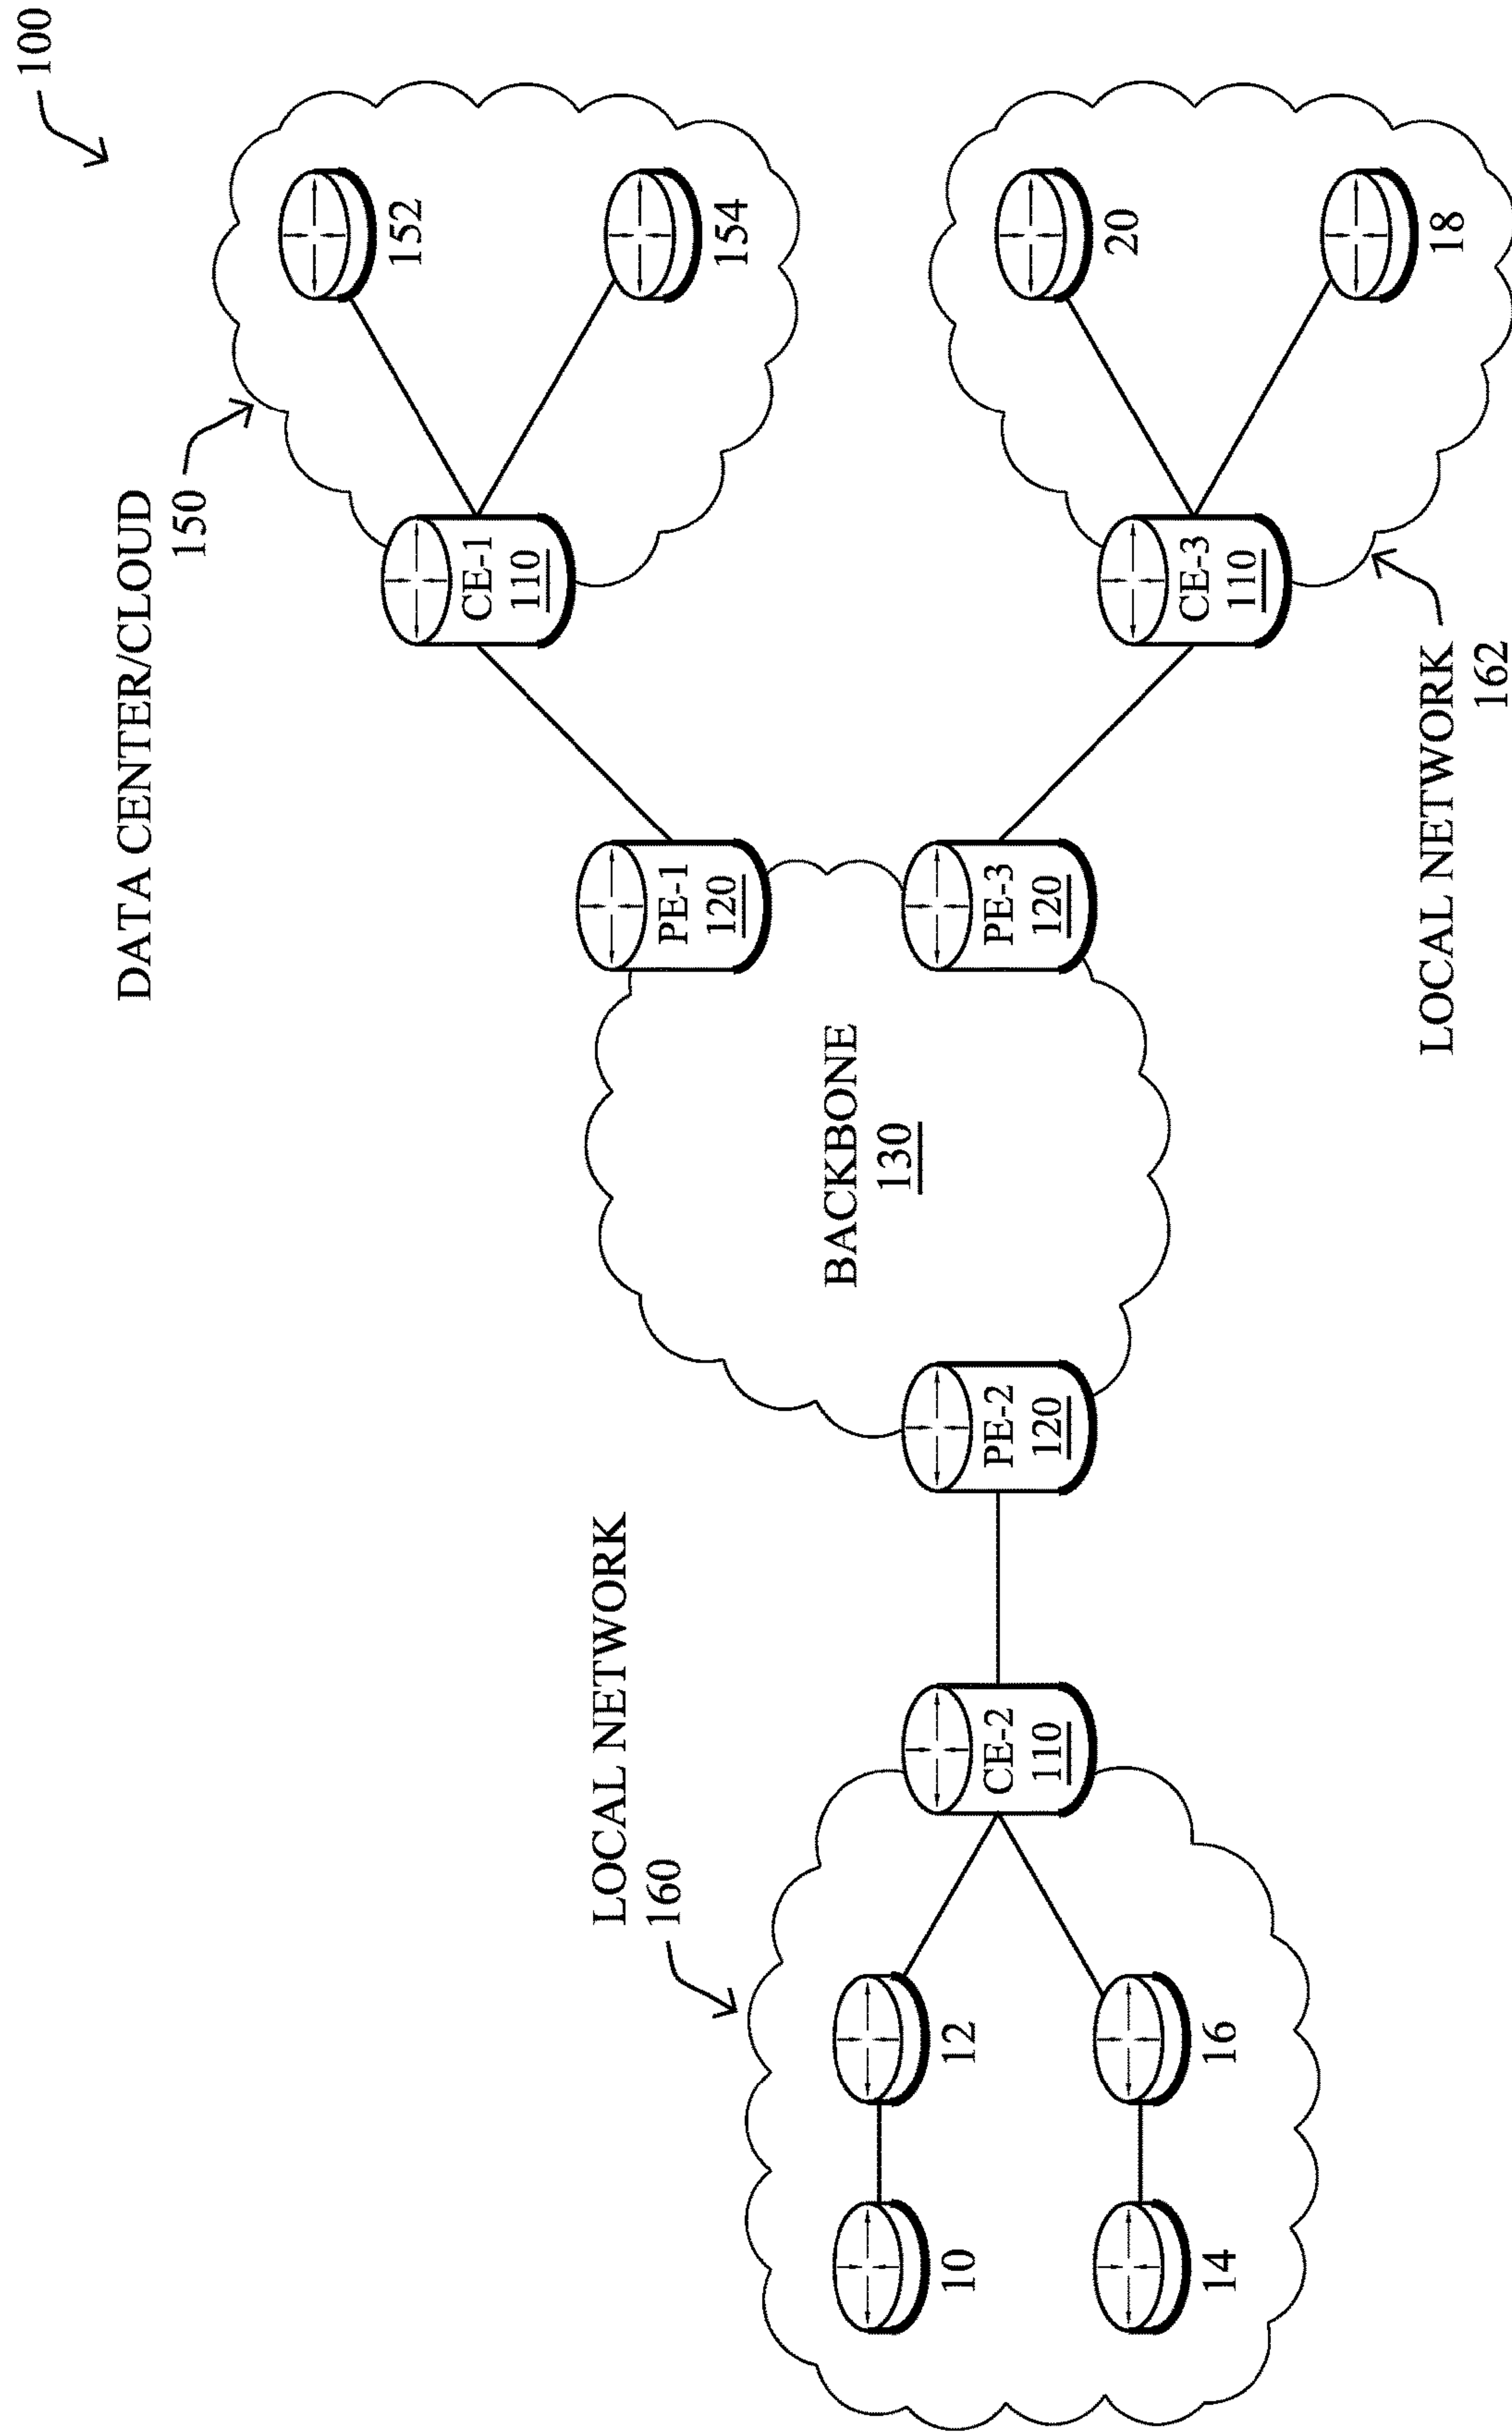 100
DATA CENTER/CLOUD
150
152
154
CE-1
110
PE-1
120
LOCAL NETWORK
160
BACKBONE
130
10
12
14
16
CE-2
110
PE-2
120
PE-3
120
CE-3
110
20
18
LOCAL NETWORK
162